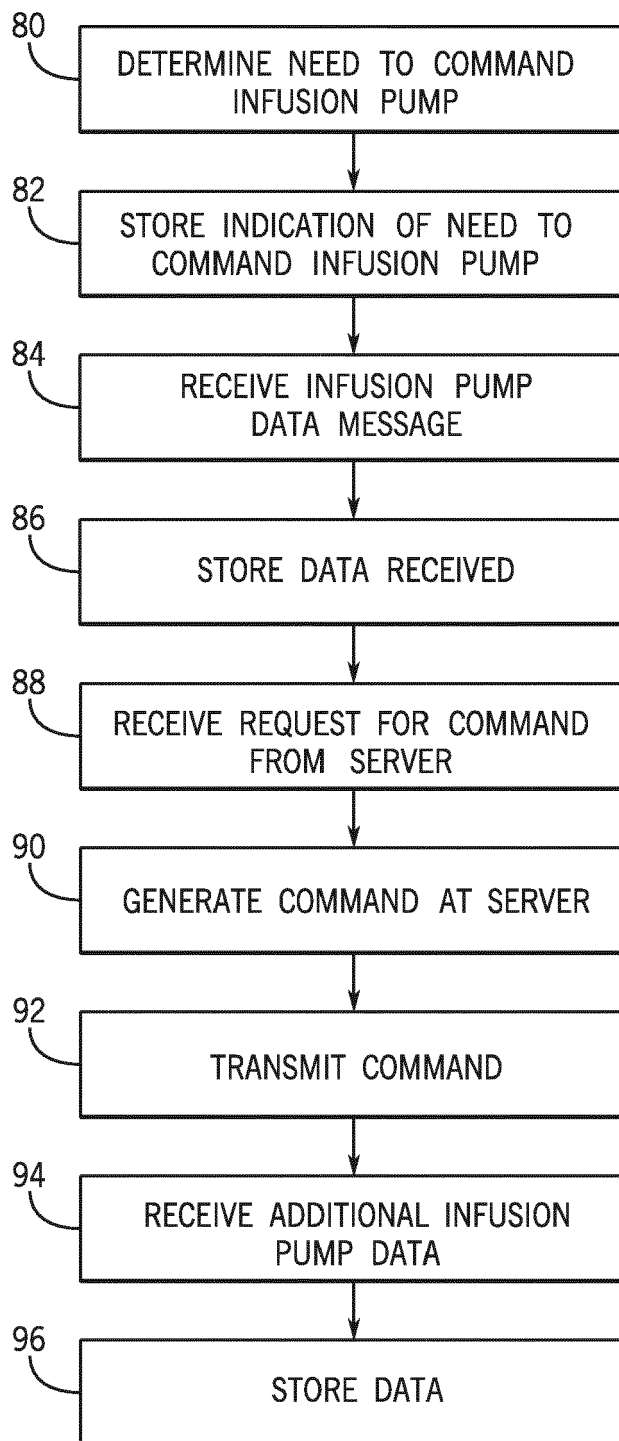 80
DETERMINE NEED TO COMMAND
INFUSION PUMP
82
STORE INDICATION OF NEED TO
COMMAND INFUSION PUMP
84
RECEIVE INFUSION PUMP
DATA MESSAGE
86
STORE DATA RECEIVED
88
RECEIVE REQUEST FOR COMMAND
FROM SERVER
90
GENERATE COMMAND AT SERVER
92
TRANSMIT COMMAND
94
RECEIVE ADDITIONAL INFUSION
PUMP DATA
96
STORE DATA